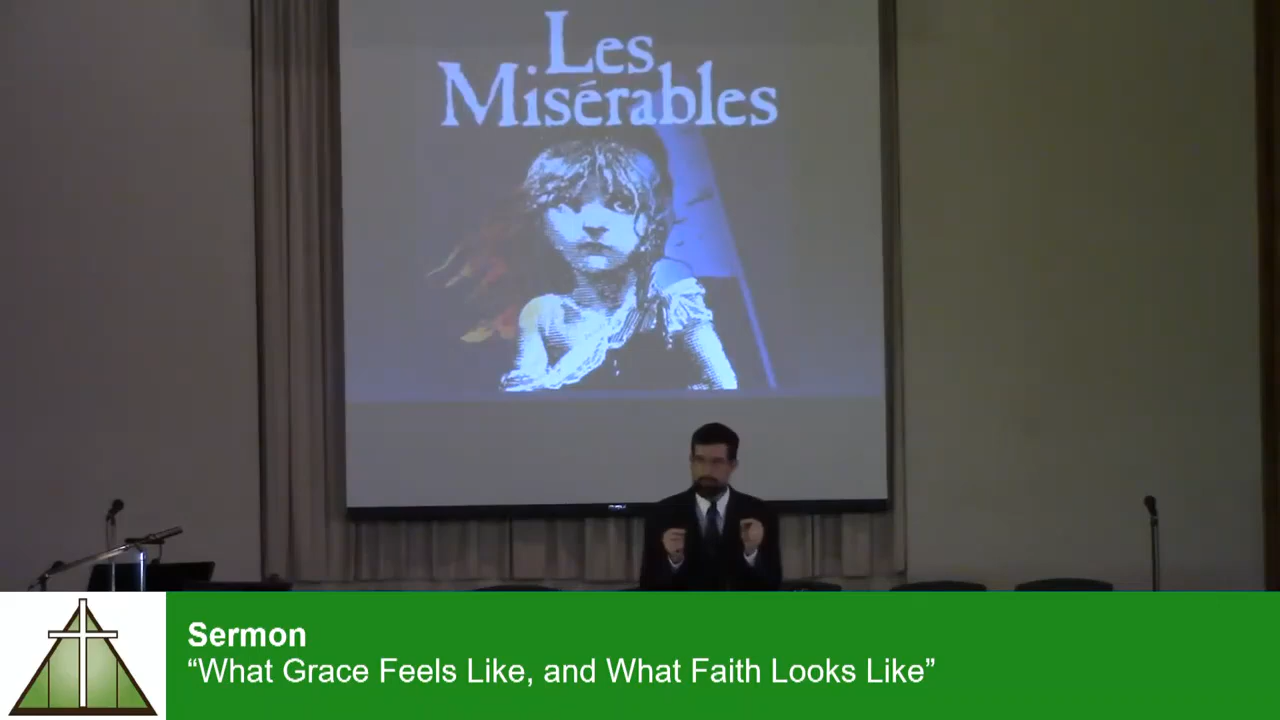 Les
Misérables
Sermon
“What Grace Feels Like, and What Faith Looks Like”